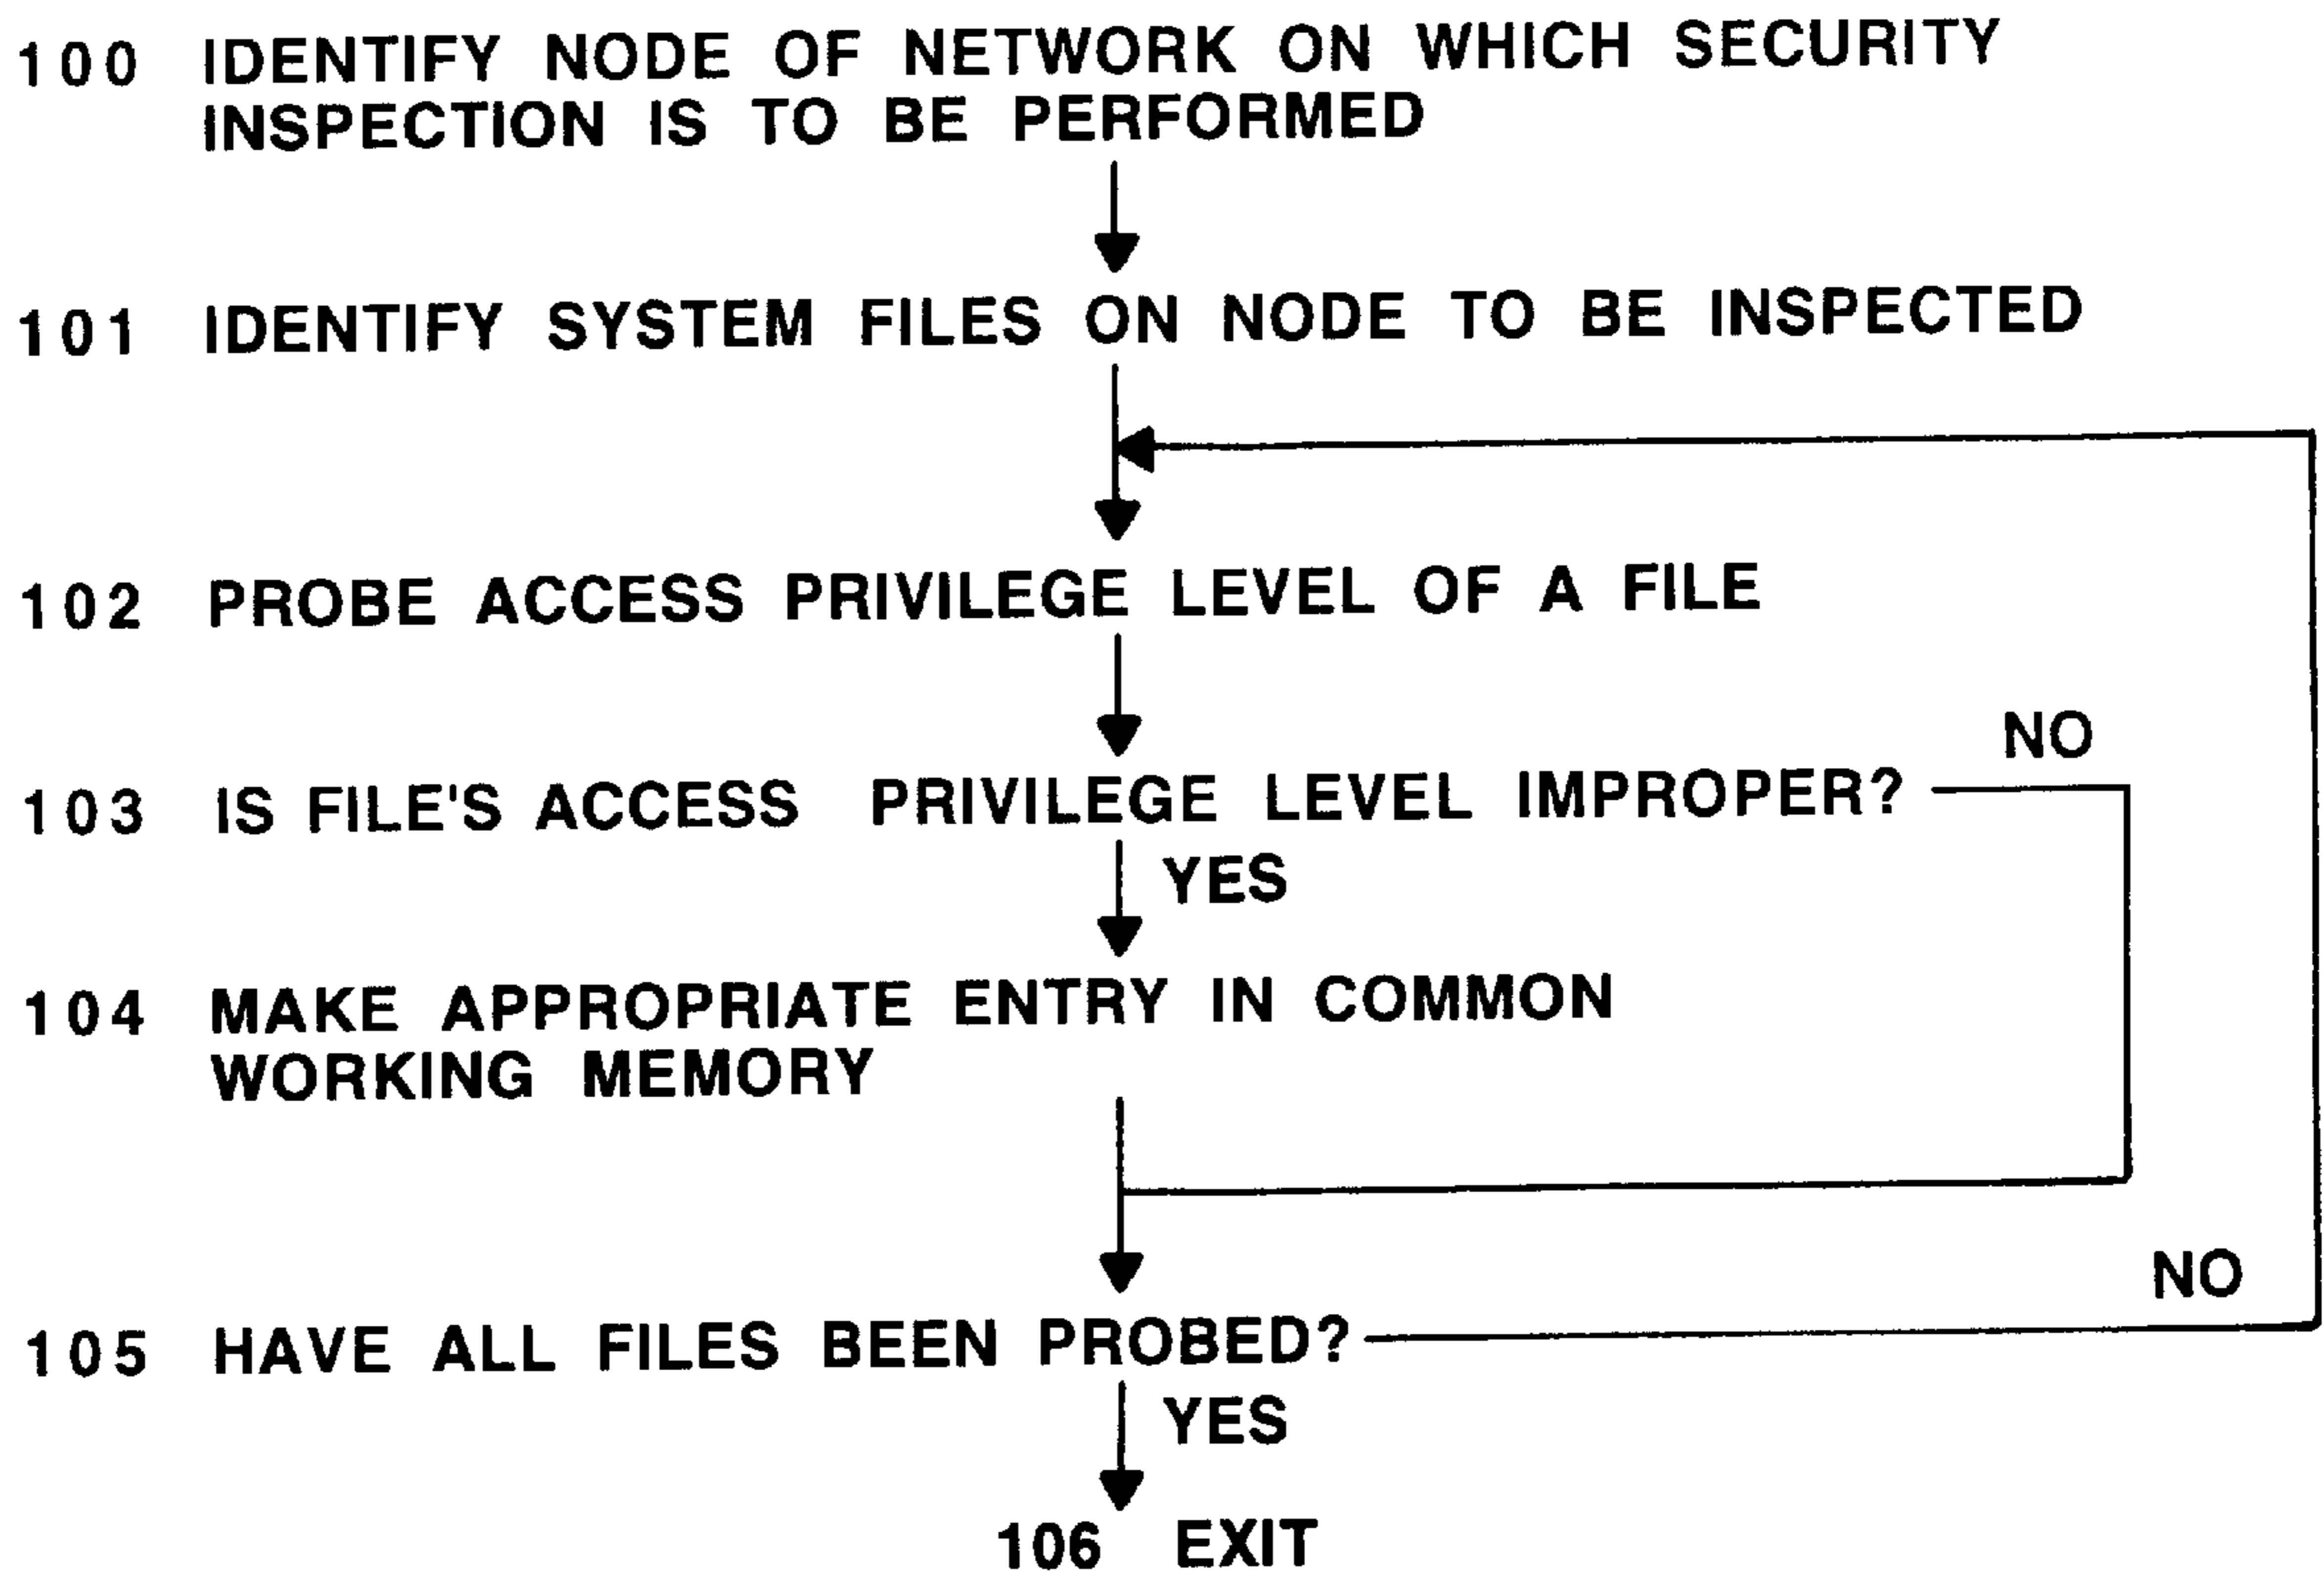 100 IDENTIFY NODE OF NETWORK ON WHICH SECURITY
INSPECTION IS TO BE PERFORMED
101 IDENTIFY SYSTEM FILES ON NODE TO BE INSPECTED
102 PROBE ACCESS PRIVILEGE LEVEL OF A FILE
NO
103 IS FILE'S ACCESS PRIVILEGE LEVEL IMPROPER?
YES
104 MAKE APPROPRIATE ENTRY IN COMMON
WORKING MEMORY
NO
105 HAVE ALL FILES BEEN PROBED?
YES
106 EXIT